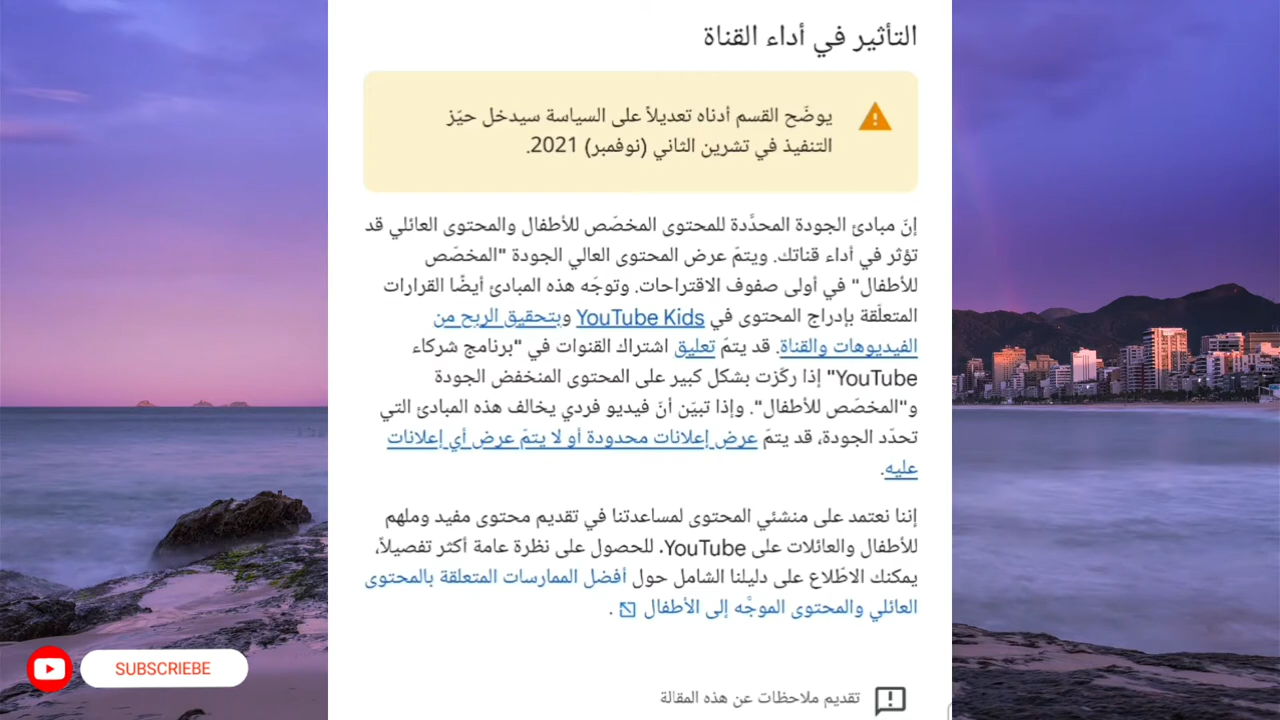 التأثير في أداء القناة
يوضّح القسم أدناه تعديلاً على السياسة سيدخل حيّز
التنفيذ في تشرين الثاني (نوفمبر) 2021.
إنّ مبادئ الجودة المحدَّدة للمحتوى المخصّص للأطفال والمحتوى العائلي قد
تؤثر في أداء قناتك. ويتمّ عرض المحتوى العالي الجودة "المخصّص
للأطفال" في أولى صفوف الاقتراحات. وتوجّه هذه المبادئ أيضًا القرارات
المتعلّقة بإدراج المحتوى في YouTube Kids وبتحقيق الربح من
الفيديوهات والقناة. قد يتمّ تعليق اشتراك القنوات في "برنامج شركاء
YouTube" إذا ركّزت بشكل كبير على المحتوى المنخفض الجودة
و"المخصّص للأطفال". وإذا تبيّن أنّ فيديو فردي يخالف هذه المبادئ التي
تحدّد الجودة، قد يتمّ عرض إعلانات محدودة أو لا يتمّ عرض أي إعلانات
عليه.
إننا نعتمد على منشئي المحتوى لمساعدتنا في تقديم محتوى مفيد وملهم
للأطفال والعائلات على YouTube. للحصول على نظرة عامة أكثر تفصيلاً،
يمكنك الاطّلاع على دليلنا الشامل حول أفضل الممارسات المتعلقة بالمحتوى
العائلي والمحتوى الموجَّه إلى الأطفال .
SUBSCRIEBE
تقديم ملاحظات عن هذه المقالة